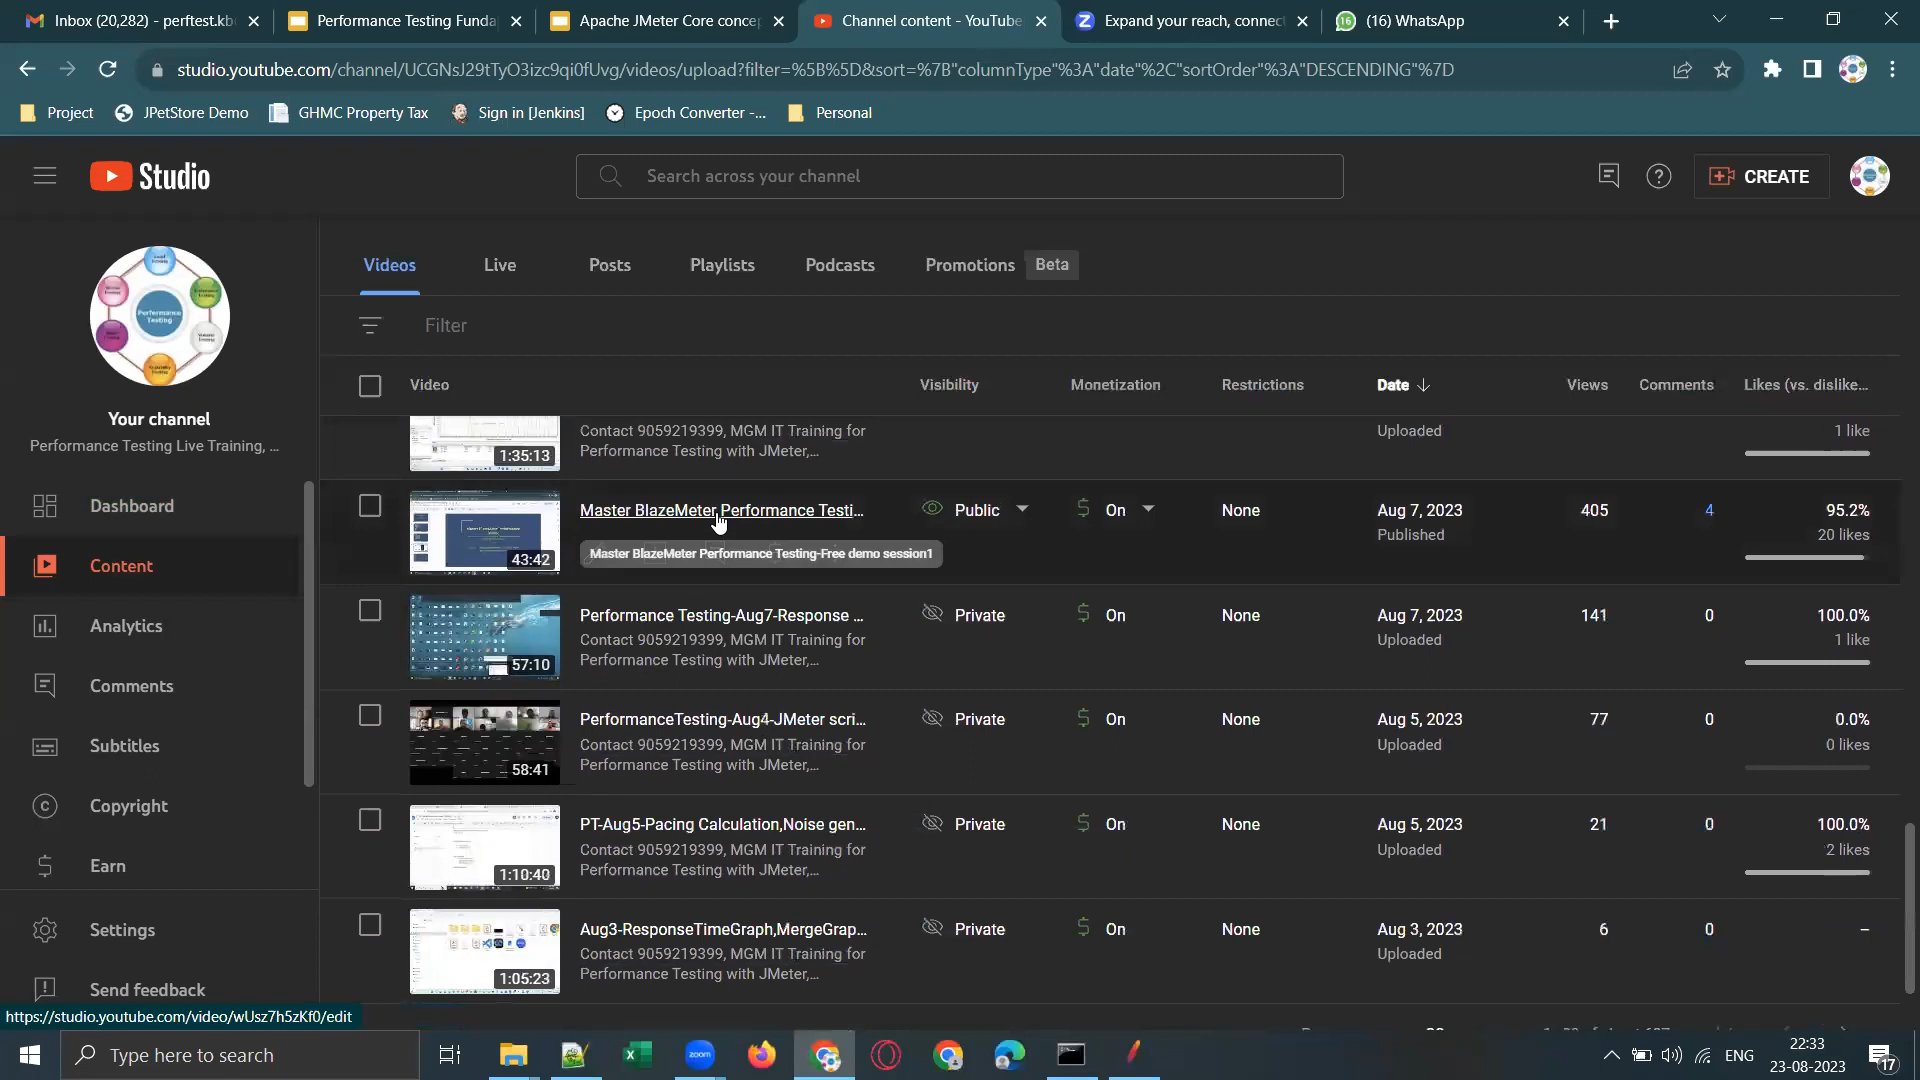 Inbox (20,282) - perftest.kb
Performance Testing Funda
Apache JMeter Core concep
Channel content - YouTube
Expand your reach, connect
(16) WhatsApp
studio.youtube.com/channel/UCGNsJ29tTyO3izc9qi0fUvg/videos/upload?filter=%5B%5D&sort=%7B"columnType"%3A"date"%2C"sortOrder"%3A"DESCENDING"%7D
Project
JPetStore Demo
GHMC Property Tax
Sign in [Jenkins]
Epoch Converter -...
Personal
Studio
Search across your channel
CREATE
Performance Testing
Your channel
Performance Testing Live Training, ...
Dashboard
Content
Analytics
Comments
Subtitles
Copyright
Earn
Settings
Send feedback
Videos Live Posts Playlists Podcasts Promotions Beta
Filter
Video Visibility Monetization Restrictions Date Views Comments Likes (vs. dislike...
Contact 9059219399, MGM IT Training for Uploaded 1 like
Performance Testing with JMeter,...
1:35:13
Master BlazeMeter Performance Testi... Public On None Aug 7, 2023 405 4 95.2%
Published 20 likes
Master BlazeMeter Performance Testing-Free demo session1
43:42
Performance Testing-Aug7-Response ... Private On None Aug 7, 2023 141 0 100.0%
Contact 9059219399, MGM IT Training for Uploaded 1 like
Performance Testing with JMeter,...
57:10
PerformanceTesting-Aug4-JMeter scri... Private On None Aug 5, 2023 77 0 0.0%
Contact 9059219399, MGM IT Training for Uploaded 0 likes
Performance Testing with JMeter,...
58:41
PT-Aug5-Pacing Calculation,Noise gen... Private On None Aug 5, 2023 21 0 100.0%
Contact 9059219399, MGM IT Training for Uploaded 2 likes
Performance Testing with JMeter,...
1:10:40
Aug3-ResponseTimeGraph,MergeGrap... Private On None Aug 3, 2023 6 0 –
Contact 9059219399, MGM IT Training for Uploaded
Performance Testing with JMeter,...
1:05:23
https://studio.youtube.com/video/wUsz7h5zKf0/edit
Type here to search
zoom
ENG
22:33
23-08-2023
17